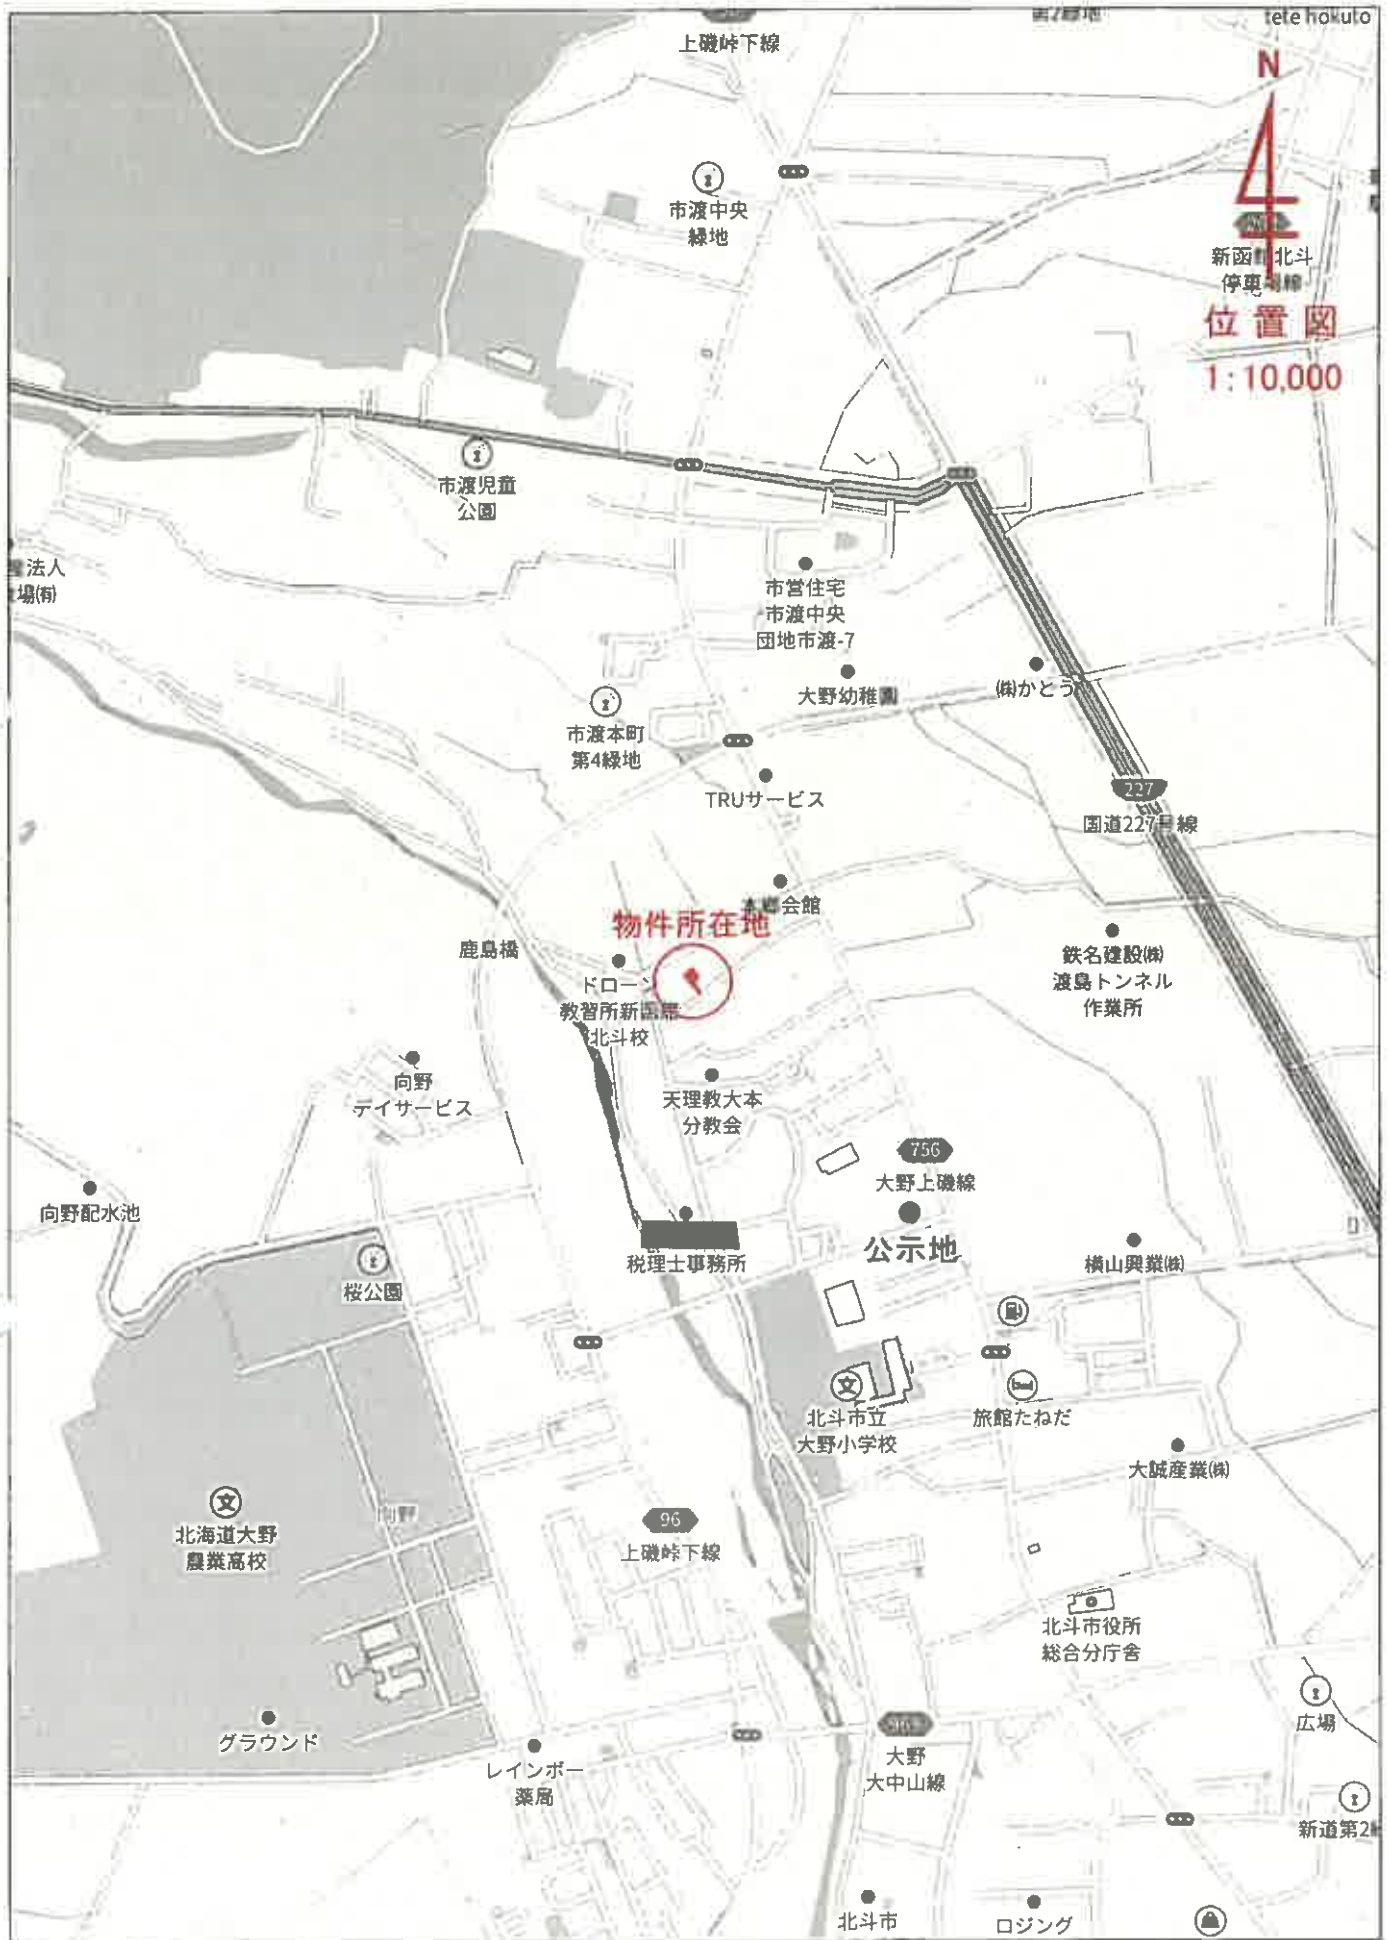 tete hokuto
上磯峠下線
N
市渡中央
緑地
位置図
1:10,000
市渡児童
公園
法人
場(有)
市営住宅
市渡中央
団地市渡-7
大野幼稚園
(株)かとう
市渡本町
第4緑地
TRUサービス
227
国道227号線
本郷会館
物件所在地
鹿島橋
ドローン
教習所新函館
北斗校
鉄名建設(株)
渡島トンネル
作業所
向野
デイサービス
天理教大本
分教会
756
大野上磯線
向野配水池
公示地
税理士事務所
横山興業(株)
桜公園
北斗市立
大野小学校
旅館たねだ
大誠産業(株)
北海道大野
農業高校
向野
96
上磯峠下線
北斗市役所
総合分庁舎
広場
グラウンド
レインボー
薬局
大野
大中山線
新道第2
北斗市
ロジング